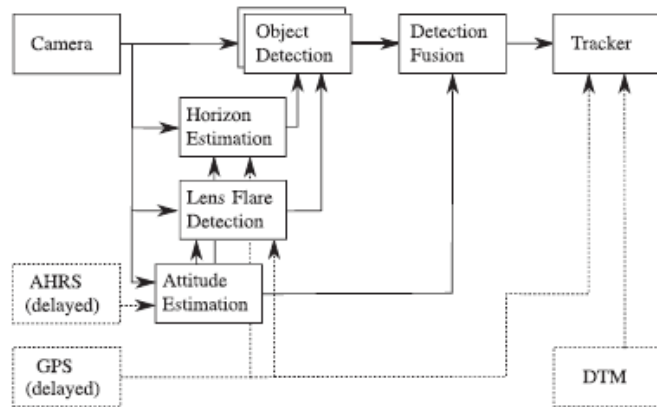 Camera
Object
Detection
Detection
Fusion
Tracker
Horizon
Estimation
Lens Flare
Detection
AHRS
(delayed)
Attitude
Estimation
GPS
(delayed)
DTM